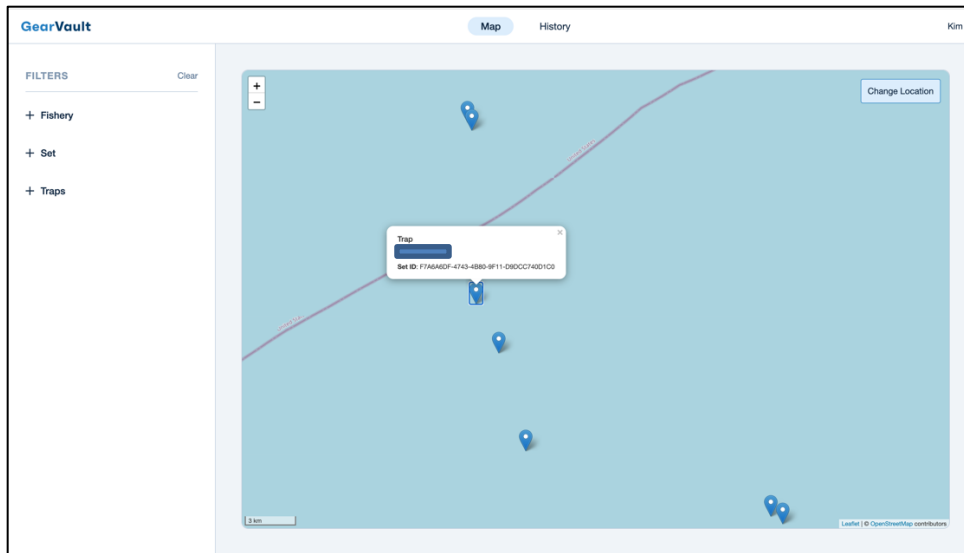 GearVault
Map
History
Kim
FILTERS
Clear
+ Fishery
+ Set
+ Traps
+
−
Change Location
Trap
×
Set ID: F7A6A6DF-4743-4B80-9F11-D9DCC740D1C0
3 km
Leaflet | © OpenStreetMap contributors